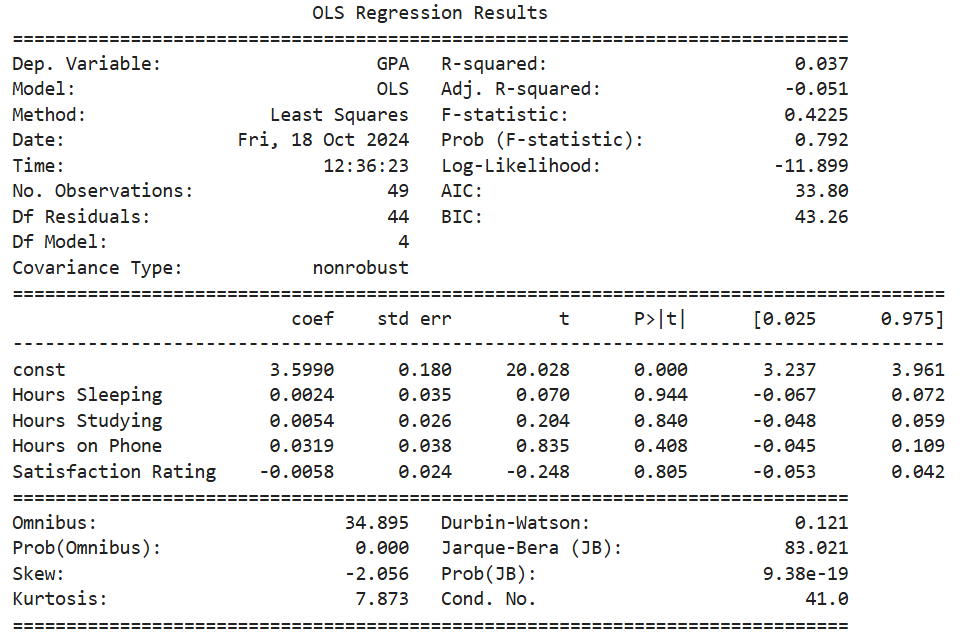 OLS Regression Results
==============================================================================
Dep. Variable:                    GPA   R-squared:                       0.037
Model:                            OLS   Adj. R-squared:                 -0.051
Method:                 Least Squares   F-statistic:                    0.4225
Date:                Fri, 18 Oct 2024   Prob (F-statistic):              0.792
Time:                        12:36:23   Log-Likelihood:                -11.899
No. Observations:                  49   AIC:                             33.80
Df Residuals:                      44   BIC:                             43.26
Df Model:                           4
Covariance Type:            nonrobust
=======================================================================================
                          coef    std err          t      P>|t|      [0.025      0.975]
---------------------------------------------------------------------------------------
const                   3.5990      0.180     20.028      0.000       3.237       3.961
Hours Sleeping          0.0024      0.035      0.070      0.944      -0.067       0.072
Hours Studying          0.0054      0.026      0.204      0.840      -0.048       0.059
Hours on Phone          0.0319      0.038      0.835      0.408      -0.045       0.109
Satisfaction Rating    -0.0058      0.024     -0.248      0.805      -0.053       0.042
==============================================================================
Omnibus:                       34.895   Durbin-Watson:                   0.121
Prob(Omnibus):                  0.000   Jarque-Bera (JB):               83.021
Skew:                          -2.056   Prob(JB):                     9.38e-19
Kurtosis:                       7.873   Cond. No.                         41.0
==============================================================================